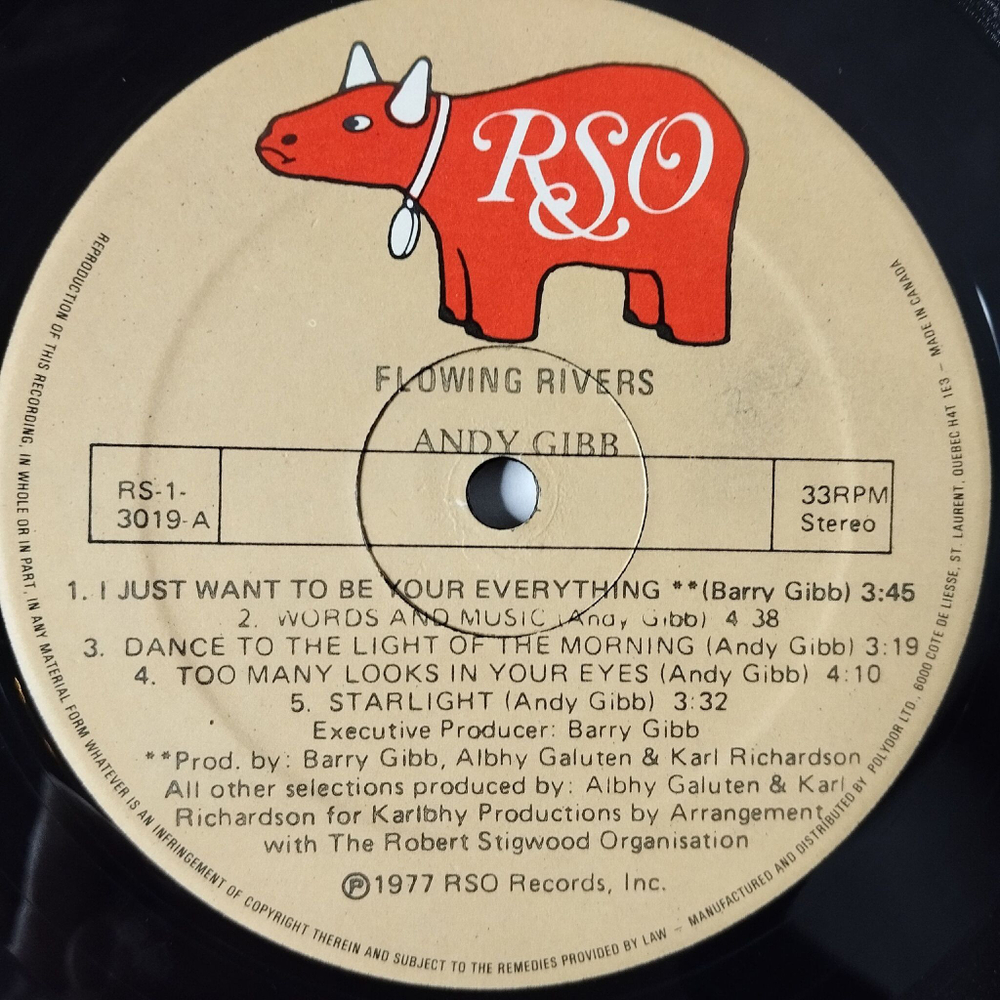 RSO
FLOWING RIVERS
ANDY GIBB
RS-1-
3019-A
33RPM
Stereo
1. I JUST WANT TO BE YOUR EVERYTHING **(Barry Gibb) 3:45
2. WORDS AND MUSIC (Andy Gibb) 4 38
3. DANCE TO THE LIGHT OF THE MORNING (Andy Gibb) 3:19
4. TOO MANY LOOKS IN YOUR EYES (Andy Gibb) 4:10
5. STARLIGHT (Andy Gibb) 3:32
Executive Producer: Barry Gibb
**Prod. by: Barry Gibb, Albhy Galuten & Karl Richardson
All other selections produced by: Albhy Galuten & Karl
Richardson for Karlbhy Productions by Arrangement
with The Robert Stigwood Organisation
Ⓟ1977 RSO Records, Inc.
REPRODUCTION OF THIS RECORDING, IN WHOLE OR IN PART, IN ANY MATERIAL FORM WHATEVER IS AN INFRINGEMENT OF COPYRIGHT THEREIN AND SUBJECT TO THE REMEDIES PROVIDED BY LAW – MANUFACTURED AND DISTRIBUTED BY POLYDOR LTD., 6000 COTE DE LIESSE, ST. LAURENT, QUEBEC H4T 1E3 – MADE IN CANADA